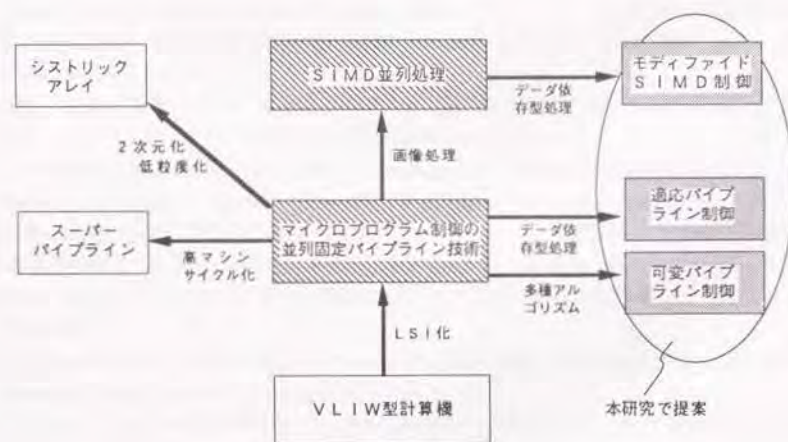 シストリック
アレイ
SIMD並列処理
モディファイド
SIMD制御
データ依
存型処理
2次元化
低粒度化
画像処理
スーパー
パイプライン
高マシン
サイクル化
マイクロプログラム制御の
並列固定パイプライン技術
データ依
存型処理
適応パイプ
ライン制御
多種アル
ゴリズム
可変パイプ
ライン制御
LSI化
VLIW型計算機
本研究で提案